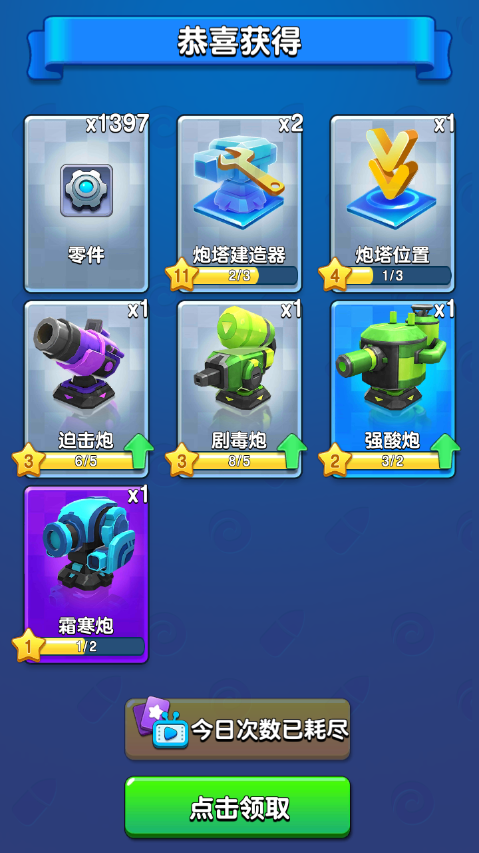 恭喜获得
x1397
x2
x1
零件
炮塔建造器
炮塔位置
11
2/3
4
1/3
x1
x1
x1
迫击炮
剧毒炮
强酸炮
3
6/5
3
8/5
2
3/2
x1
霜寒炮
1
1/2
今日次数已耗尽
点击领取